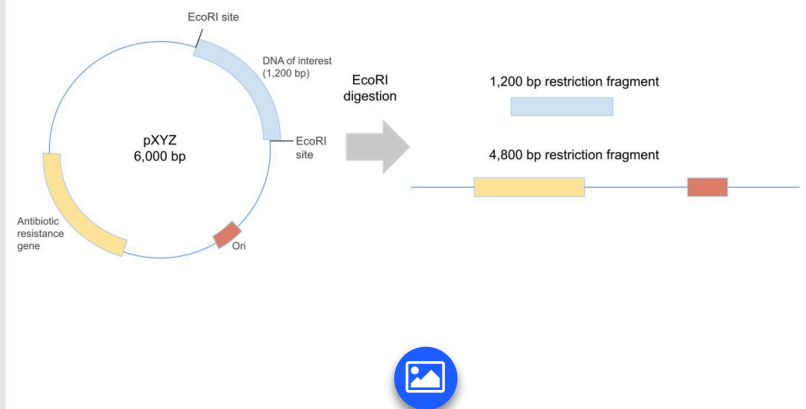 EcoRI site
DNA of interest
(1,200 bp)
EcoRI
digestion
1,200 bp restriction fragment
pXYZ
6,000 bp
EcoRI
site
4,800 bp restriction fragment
Antibiotic
resistance
gene
Ori